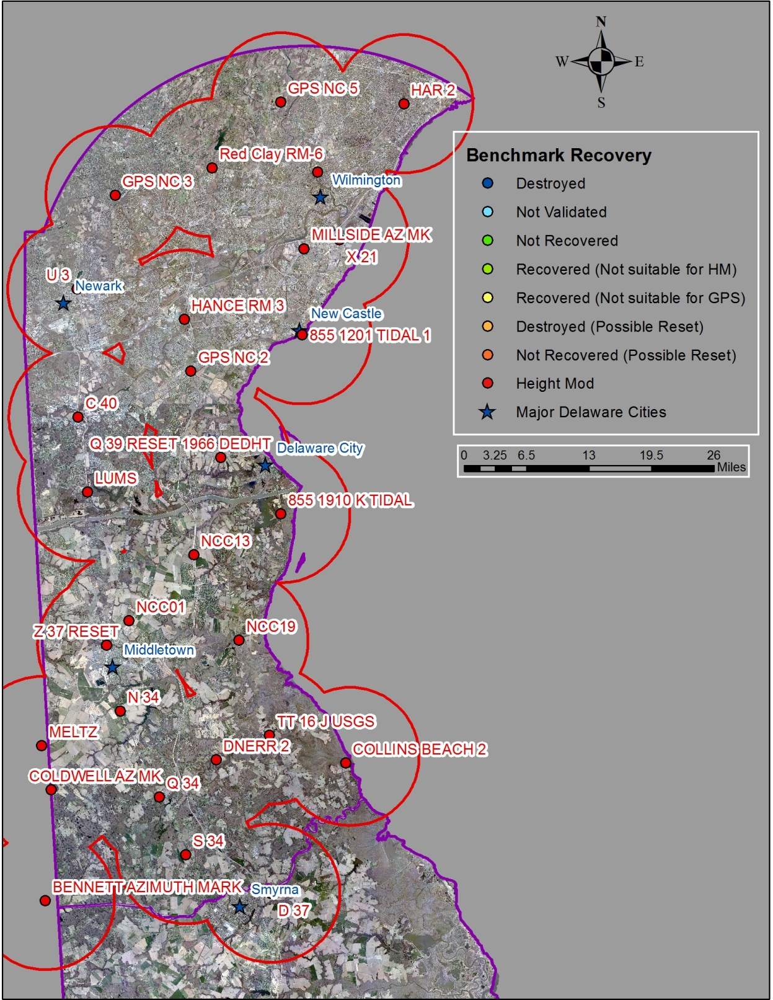 N
W E
S
GPS NC 5
HAR 2
Red Clay RM-6
GPS NC 3
Wilmington
MILLSIDE AZ MK
X 21
U 3
Newark
HANCE RM 3
New Castle
855 1201 TIDAL 1
GPS NC 2
C 40
Q 39 RESET 1966 DEDHT
Delaware City
LUMS
855 1910 K TIDAL
NCC13
NCC01
Z 37 RESET
NCC19
Middletown
N 34
TT 16 J USGS
MELTZ
DNERR 2
COLLINS BEACH 2
COLDWELL AZ MK
Q 34
S 34
BENNETT AZIMUTH MARK
Smyrna
D 37
Benchmark Recovery
Destroyed
Not Validated
Not Recovered
Recovered (Not suitable for HM)
Recovered (Not suitable for GPS)
Destroyed (Possible Reset)
Not Recovered (Possible Reset)
Height Mod
Major Delaware Cities
0 3.25 6.5 13 19.5 26
Miles